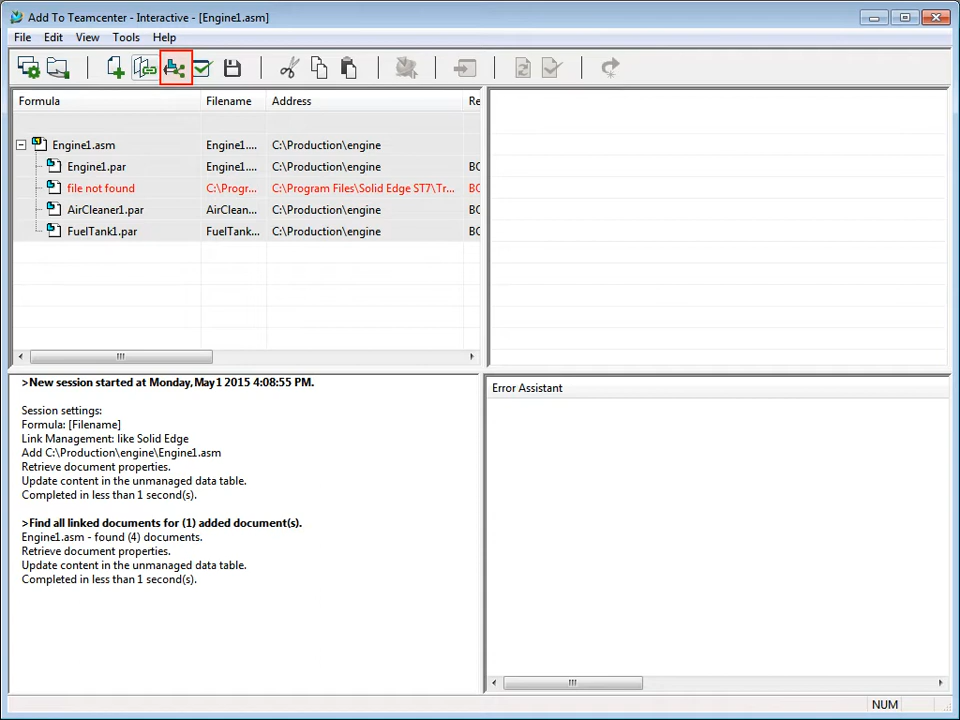 Add To Teamcenter - Interactive - [Engine1.asm]
File Edit View Tools Help
Formula Filename Address Re
Engine1.asm Engine1.... C:\Production\engine
Engine1.par Engine1.... C:\Production\engine BC
file not found C:\Progr... C:\Program Files\Solid Edge ST7\Tr... BC
AirCleaner1.par AirClean... C:\Production\engine BC
FuelTank1.par FuelTank... C:\Production\engine BC
>New session started at Monday,May1 2015 4:08:55 PM.
Session settings:
Formula: [Filename]
Link Management: like Solid Edge
Add C:\Production\engine\Engine1.asm
Retrieve document properties.
Update content in the unmanaged data table.
Completed in less than 1 second(s).
>Find all linked documents for (1) added document(s).
Engine1.asm - found (4) documents.
Retrieve document properties.
Update content in the unmanaged data table.
Completed in less than 1 second(s).
Error Assistant
NUM